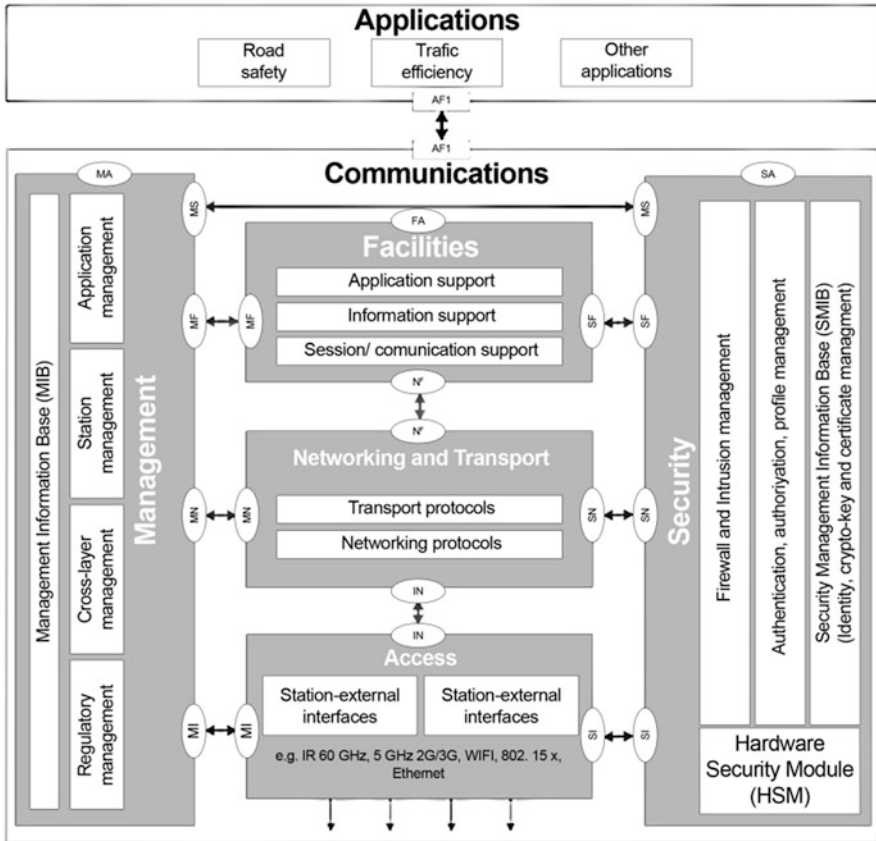 Applications
Road
safety
Trafic
efficiency
Other
applications
AF1
AF1
Communications
MA
SA
MS
MS
FA
Facilities
Application support
Information support
Session/ comunication support
MF
MF
SF
SF
NF
NF
Networking and Transport
Transport protocols
Networking protocols
MN
MN
SN
SN
IN
IN
Access
Station-external
interfaces
Station-external
interfaces
e.g. IR 60 GHz, 5 GHz 2G/3G, WIFI, 802. 15 x,
Ethernet
MI
MI
SI
SI
Management Information Base (MIB)
Application
management
Station
management
Cross-layer
management
Regulatory
management
Management
Security
Firewall and Intrusion management
Authentication, authoriyation, profile management
Security Management Information Base (SMIB)
(Identity, crypto-key and certificate managment)
Hardware
Security Module
(HSM)